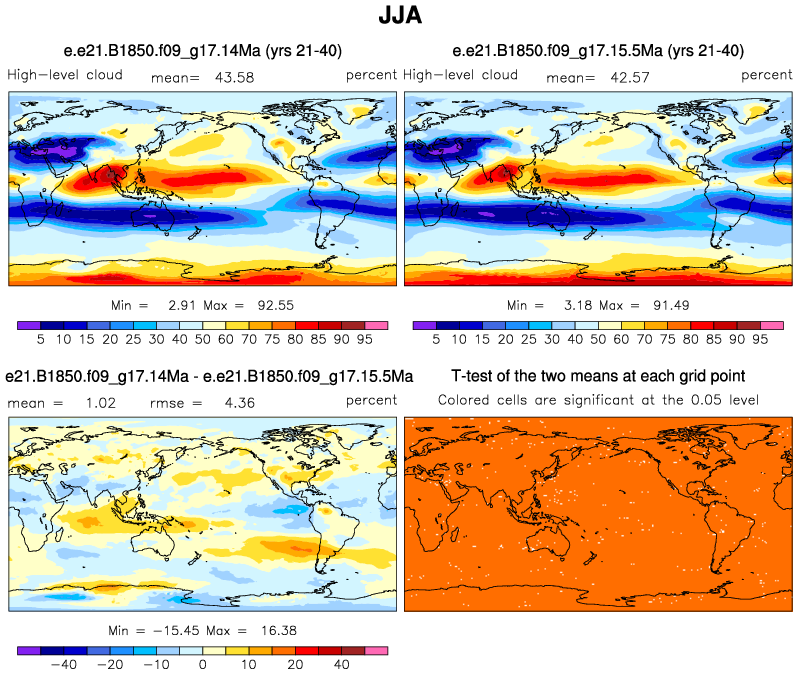 JJA
e.e21.B1850.f09_g17.14Ma (yrs 21-40)
High-level cloud mean= 43.58 percent
Min = 2.91 Max = 92.55
5 10 15 20 25 30 40 50 60 70 75 80 85 90 95
e.e21.B1850.f09_g17.15.5Ma (yrs 21-40)
High-level cloud mean= 42.57 percent
Min = 3.18 Max = 91.49
5 10 15 20 25 30 40 50 60 70 75 80 85 90 95
e21.B1850.f09_g17.14Ma - e.e21.B1850.f09_g17.15.5Ma
mean = 1.02 rmse = 4.36 percent
Min = -15.45 Max = 16.38
-40 -20 -10 0 10 20 40
T-test of the two means at each grid point
Colored cells are significant at the 0.05 level